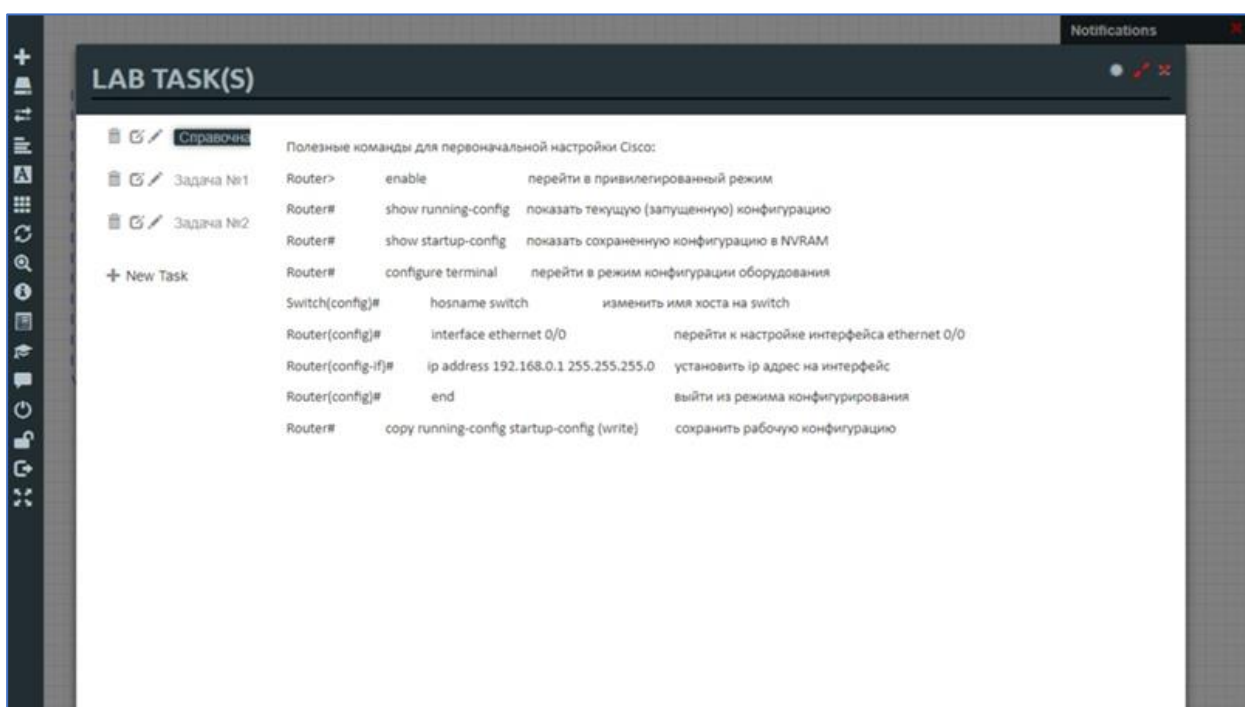 Notifications
LAB TASK(S)
Справочна
Задача №1
Задача №2
New Task
Полезные команды для первоначальной настройки Cisco:
Router> enable перейти в привилегированный режим
Router# show running-config показать текущую (запущенную) конфигурацию
Router# show startup-config показать сохраненную конфигурацию в NVRAM
Router# configure terminal перейти в режим конфигурации оборудования
Switch(config)# hosname switch изменить имя хоста на switch
Router(config)# interface ethernet 0/0 перейти к настройке интерфейса ethernet 0/0
Router(config-if)# ip address 192.168.0.1 255.255.255.0 установить ip адрес на интерфейс
Router(config)# end выйти из режима конфигурирования
Router# copy running-config startup-config (write) сохранить рабочую конфигурацию